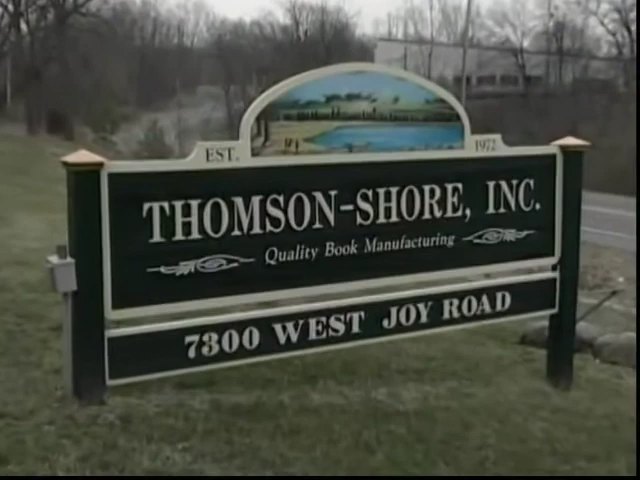 EST. 1972
THOMSON-SHORE, INC.
Quality Book Manufacturing
7300 WEST JOY ROAD